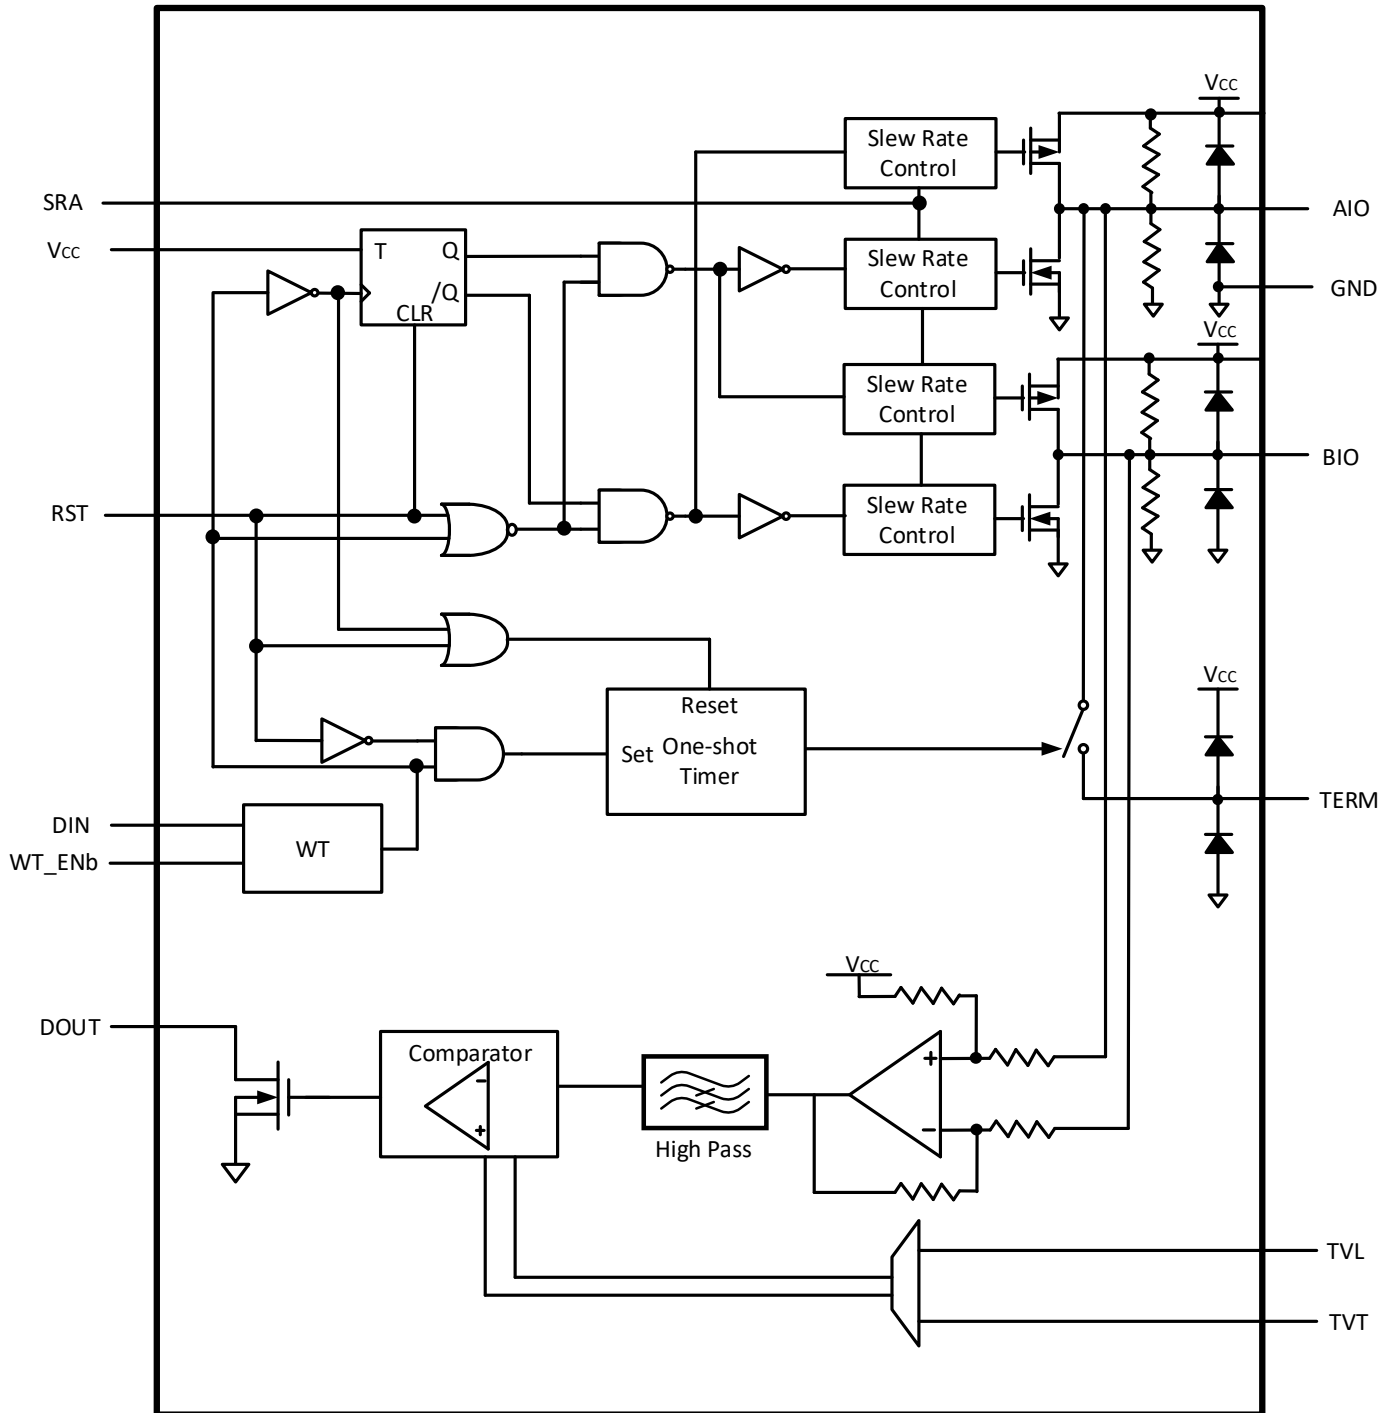 Vcc
Slew Rate
Control
SRA
AIO
Vcc
T
Q
Slew Rate
Control
/Q
GND
CLR
Vcc
Slew Rate
Control
BIO
RST
Slew Rate
Control
Vcc
Reset
Set
One-shot
Timer
TERM
DIN
WT
WT_ENb
Vcc
DOUT
Comparator
-
+
+
-
High Pass
TVL
TVT